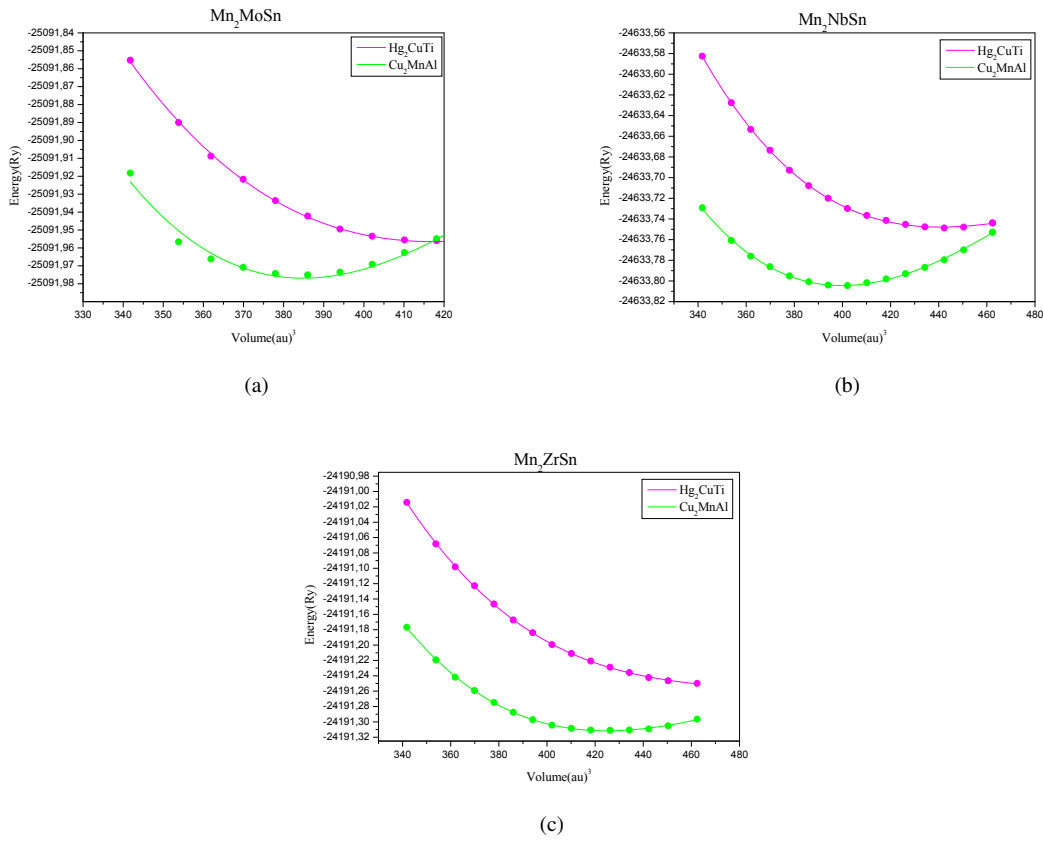 Mn2MoSn
-25091,84
-25091,85
-25091,86
-25091,87
-25091,88
-25091,89
-25091,90
-25091,91
-25091,92
-25091,93
-25091,94
-25091,95
-25091,96
-25091,97
-25091,98
Energy(Ry)
Hg2CuTi
Cu2MnAl
330 340 350 360 370 380 390 400 410 420
Volume(au)3
(a)
Mn2NbSn
-24633,56
-24633,58
-24633,60
-24633,62
-24633,64
-24633,66
-24633,68
-24633,70
-24633,72
-24633,74
-24633,76
-24633,78
-24633,80
-24633,82
Energy(Ry)
Hg2CuTi
Cu2MnAl
340 360 380 400 420 440 460 480
Volume(au)3
(b)
Mn2ZrSn
-24190,98
-24191,00
-24191,02
-24191,04
-24191,06
-24191,08
-24191,10
-24191,12
-24191,14
-24191,16
-24191,18
-24191,20
-24191,22
-24191,24
-24191,26
-24191,28
-24191,30
-24191,32
Energy(Ry)
Hg2CuTi
Cu2MnAl
340 360 380 400 420 440 460 480
Volume(au)3
(c)